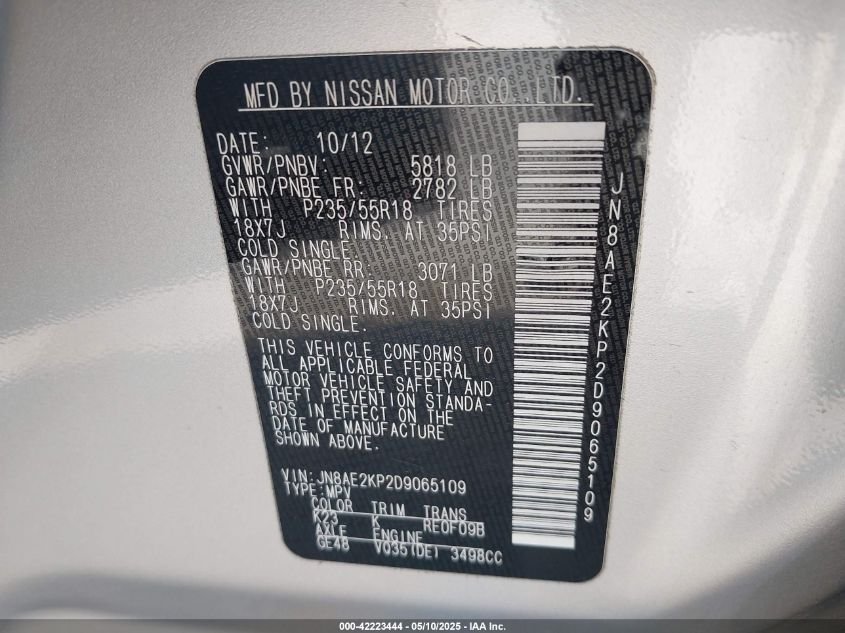 MFD BY NISSAN MOTOR CO.,LTD.
DATE: 10/12
GVWR/PNBV: 5818 LB
GAWR/PNBE FR: 2782 LB
WITH P235/55R18 TIRES
18X7J RIMS. AT 35PSI
COLD SINGLE.
GAWR/PNBE RR: 3071 LB
WITH P235/55R18 TIRES
18X7J RIMS. AT 35PSI
COLD SINGLE.
THIS VEHICLE CONFORMS TO
ALL APPLICABLE FEDERAL
MOTOR VEHICLE SAFETY AND
THEFT PREVENTION STANDA-
RDS IN EFFECT ON THE
DATE OF MANUFACTURE
SHOWN ABOVE.
VIN:JN8AE2KP2D9065109
TYPE:MPV
COLOR TRIM TRANS
K23 K RE0F09B
AXLE ENGINE
GE48 VQ35(DE) 3498CC
JN8AE2KP2D9065109
000-42223444 — 05/10/2025 — IAA Inc.